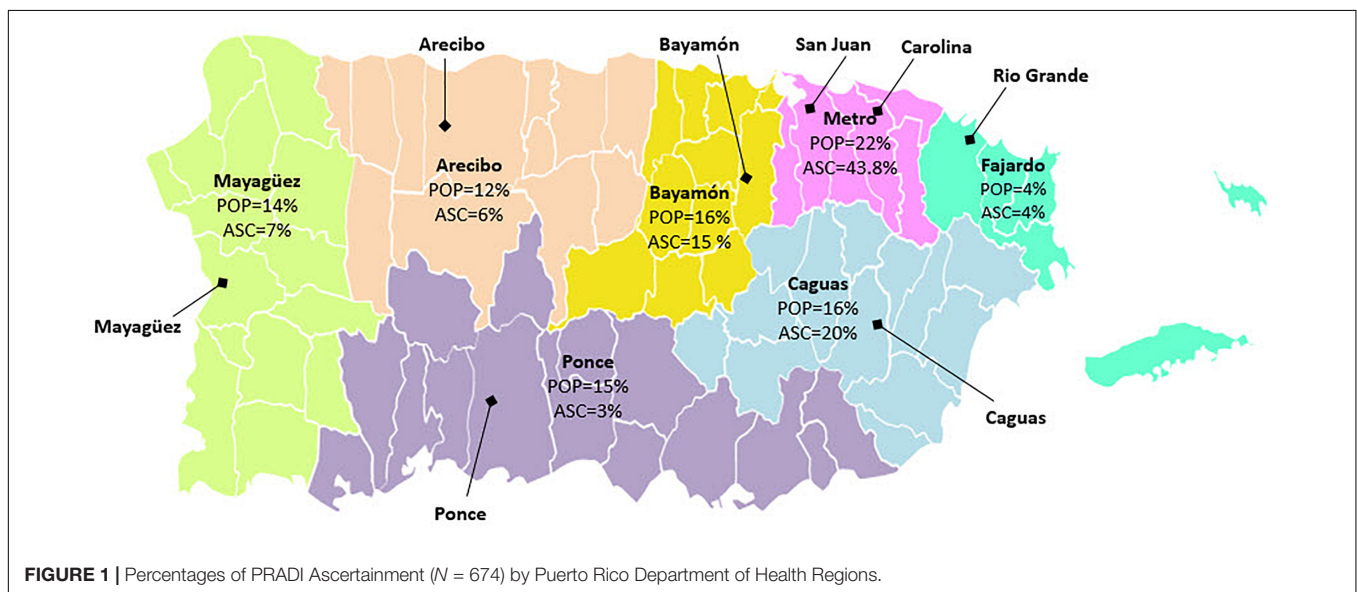 Arecibo
Bayamón
San Juan
Carolina
Rio Grande
Mayagüez
POP=14%
ASC=7%
Arecibo
POP=12%
ASC=6%
Bayamón
POP=16%
ASC=15 %
Metro
POP=22%
ASC=43.8%
Fajardo
POP=4%
ASC=4%
Caguas
POP=16%
ASC=20%
Ponce
POP=15%
ASC=3%
Mayagüez
Caguas
Ponce
FIGURE 1 | Percentages of PRADI Ascertainment (N = 674) by Puerto Rico Department of Health Regions.